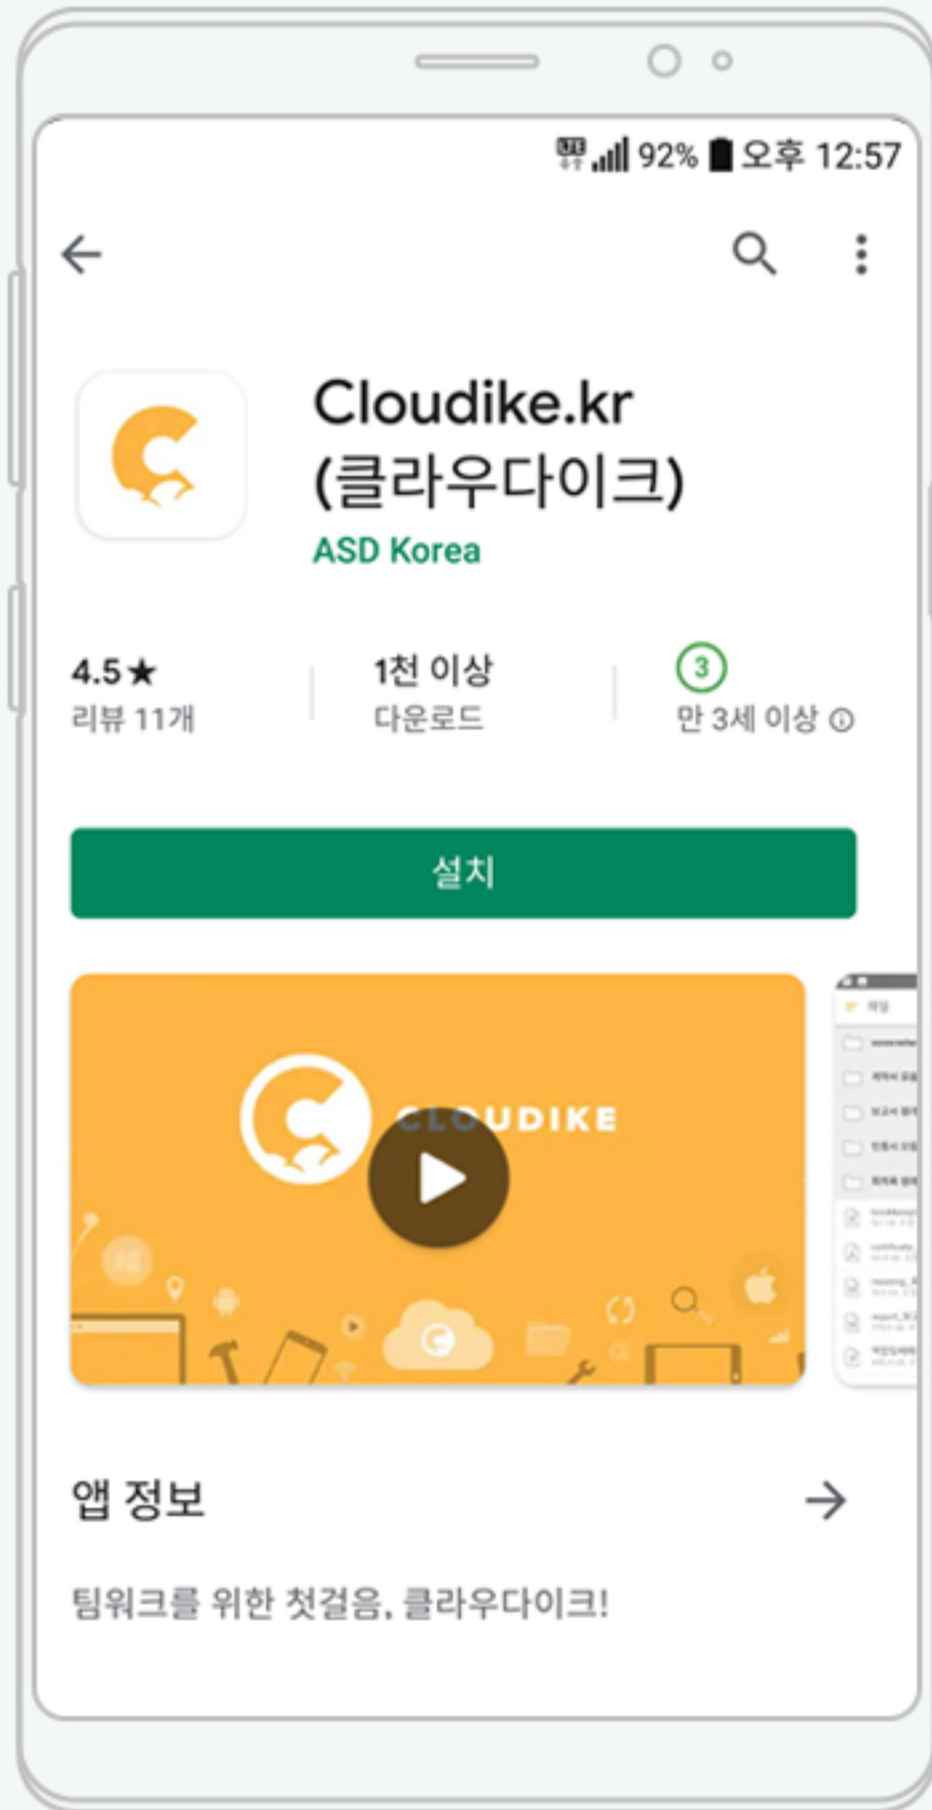 LTE 92% 오후 12:57
Cloudike.kr
(클라우다이크)
ASD Korea
4.5★ 1천 이상 3
리뷰 11개 다운로드 만 3세 이상
설치
CLOUDIKE
앱 정보
팀워크를 위한 첫걸음, 클라우다이크!